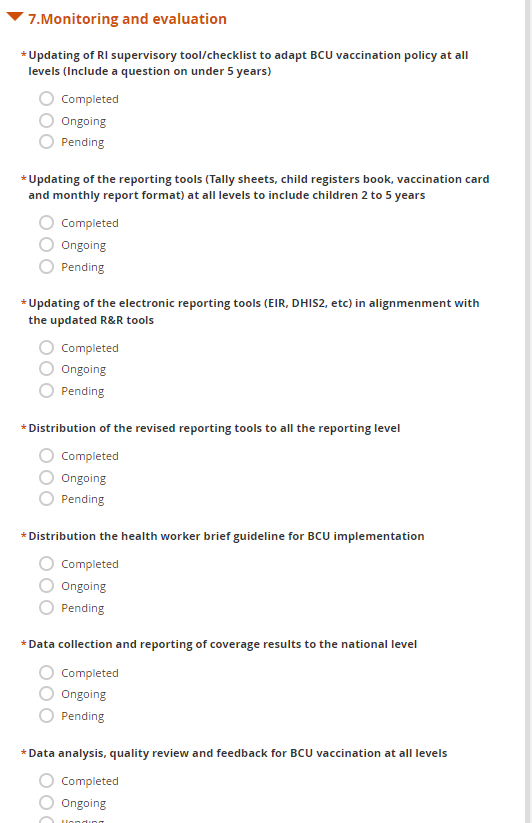 7.Monitoring and evaluation
*Updating of RI supervisory tool/checklist to adapt BCU vaccination policy at all
levels (Include a question on under 5 years)
Completed
Ongoing
Pending
*Updating of the reporting tools (Tally sheets, child registers book, vaccination card
and monthly report format) at all levels to include children 2 to 5 years
Completed
Ongoing
Pending
*Updating of the electronic reporting tools (EIR, DHIS2, etc) in alignmenment with
the updated R&R tools
Completed
Ongoing
Pending
*Distribution of the revised reporting tools to all the reporting level
Completed
Ongoing
Pending
*Distribution the health worker brief guideline for BCU implementation
Completed
Ongoing
Pending
*Data collection and reporting of coverage results to the national level
Completed
Ongoing
Pending
*Data analysis, quality review and feedback for BCU vaccination at all levels
Completed
Ongoing